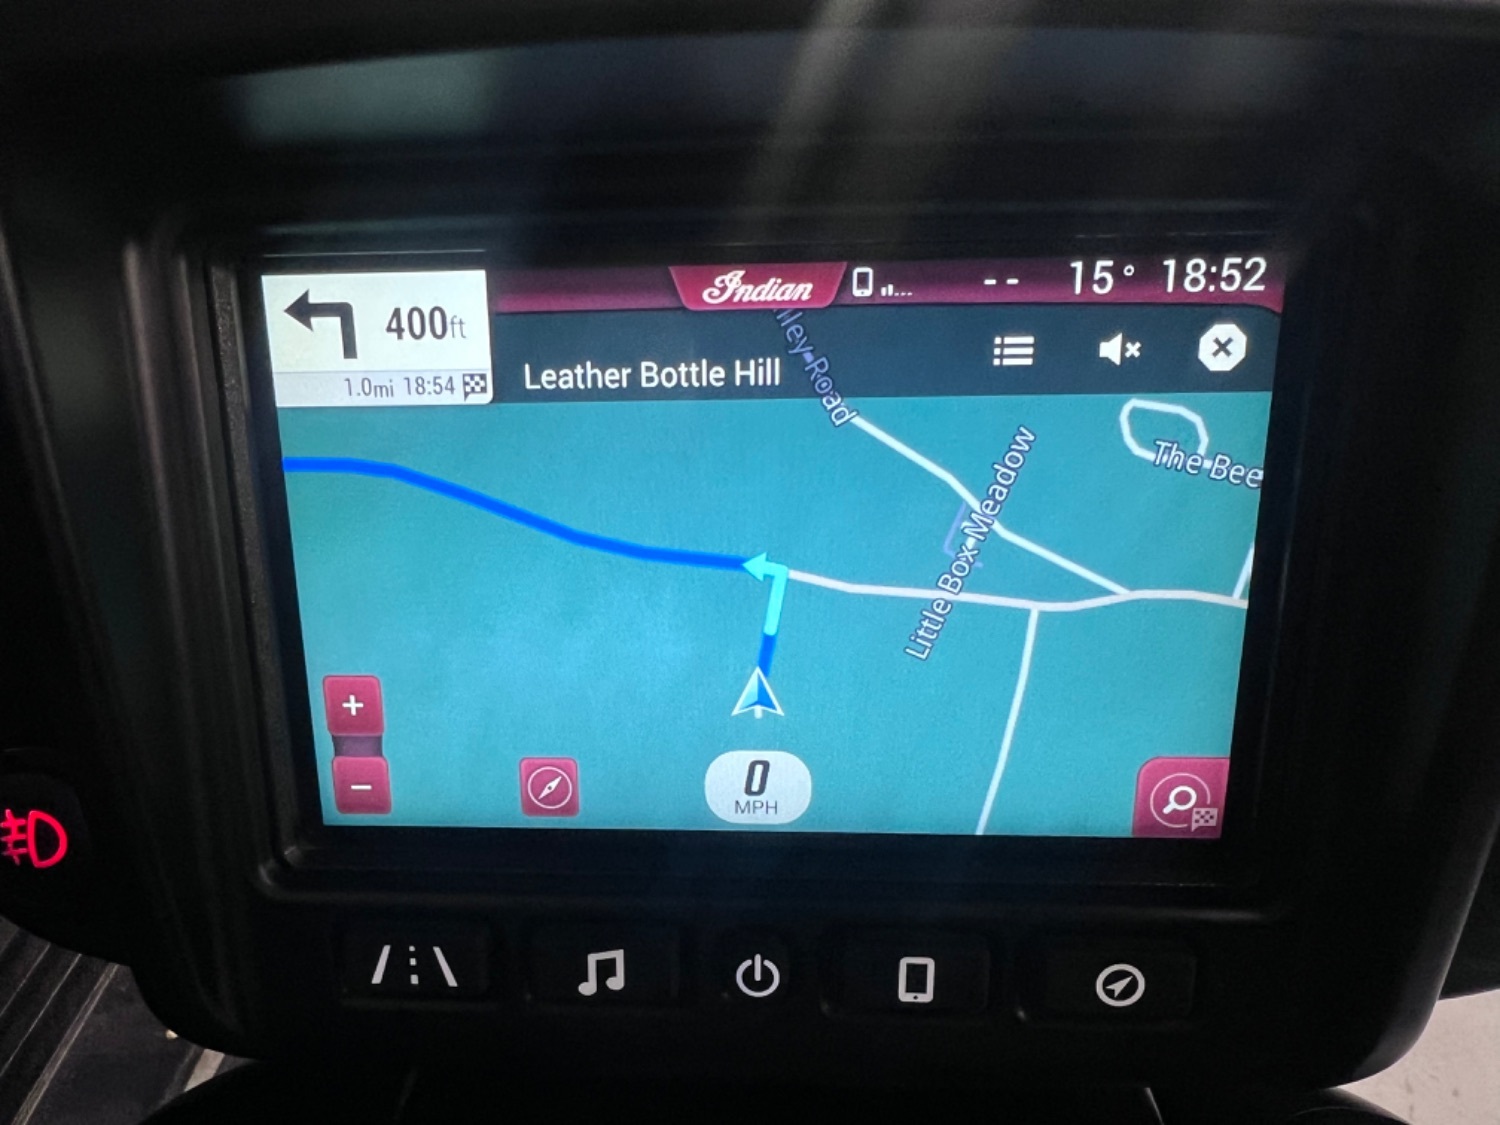 400ft
1.0mi 18:54
Indian
-- 15° 18:52
Leather Bottle Hill
Road
The Bee
Little Box Meadow
+
−
0
MPH